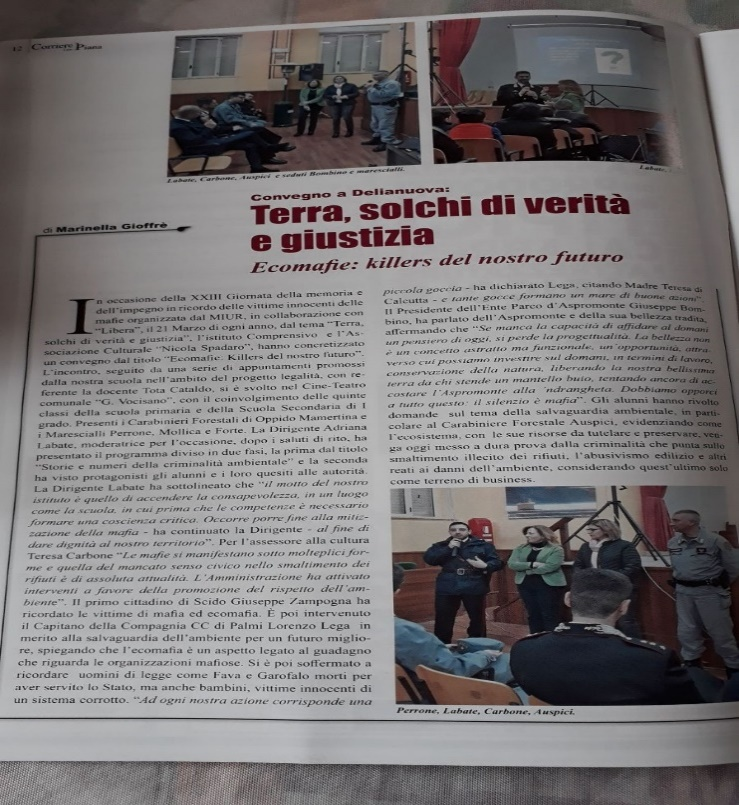 12 Corriere della Piana
?
Labate, Carbone, Auspici e seduti Bombino e marescialli.
Labate,
Convegno a Delianuova:
Terra, solchi di verità
e giustizia
Ecomafie: killers del nostro futuro
di Marinella Gioffrè
In occasione della XXIII Giornata della memoria e
dell'impegno in ricordo delle vittime innocenti delle
mafie organizzato dal MIUR, in collaborazione con
"Libera", il 21 Marzo di ogni anno, dal tema "Terra,
solchi di verità e giustizia", l'Istituto Comprensivo e l'As-
sociazione Culturale "Nicola Spadaro", hanno concretizzato
un convegno dal titolo "Ecomafie: Killers del nostro futuro".
L'incontro, seguito da una serie di appuntamenti promossi
dalla nostra scuola nell'ambito del progetto legalità, con re-
ferente la docente Tota Cataldo, si è svolto nel Cine-Teatro
comunale "G. Vocisano", con il coinvolgimento delle quinte
classi della scuola primaria e della Scuola Secondaria di I
grado. Presenti i Carabinieri Forestali di Oppido Mamertina e
i Marescialli Perrone, Mollica e Forte. La Dirigente Adriana
Labate, moderatrice per l'occasione, dopo i saluti di rito, ha
presentato il programma diviso in due fasi, la prima dal titolo
"Storie e numeri della criminalità ambientale" e la seconda
ha visto protagonisti gli alunni e i loro quesiti alle autorità.
La Dirigente Labate ha sottolineato che "il motto del nostro
istituto è quello di accendere la consapevolezza, in un luogo
come la scuola, in cui prima che le competenze è necessario
formare una coscienza critica. Occorre porre fine alla mitiz-
zazione della mafia - ha continuato la Dirigente - al fine di
dare dignità al nostro territorio". Per l'assessore alla cultura
Teresa Carbone "Le mafie si manifestano sotto molteplici for-
me e quella del mancato senso civico nello smaltimento dei
rifiuti è di assoluta attualità. L'Amministrazione ha attivato
interventi a favore della promozione del rispetto dell'am-
biente". Il primo cittadino di Scido Giuseppe Zampogna ha
ricordato le vittime di mafia ed ecomafia. È poi intervenuto
il Capitano della Compagnia CC di Palmi Lorenzo Lega in
merito alla salvaguardia dell'ambiente per un futuro miglio-
re, spiegando che l'ecomafia è un aspetto legato al guadagno
che riguarda le organizzazioni mafiose. Si è poi soffermato a
ricordare uomini di legge come Fava e Garofalo morti per
aver servito lo Stato, ma anche bambini, vittime innocenti di
un sistema corrotto. "Ad ogni nostra azione corrisponde una
piccola goccia - ha dichiarato Lega, citando Madre Teresa di
Calcutta - e tante gocce formano un mare di buone azioni".
Il Presidente dell'Ente Parco d'Aspromonte Giuseppe Bom-
bino, ha parlato dell'Aspromonte e della sua bellezza tradita,
affermando che "Se manca la capacità di affidare al domani
un pensiero di oggi, si perde la progettualità. La bellezza non
è un concetto astratto ma funzionale, un'opportunità, attra-
verso cui possiamo investire sul domani, in termini di lavoro,
conservazione della natura, liberando la nostra bellissima
terra da chi stende un mantello buio, tentando ancora di ac-
costare l'Aspromonte alla 'ndrangheta. Dobbiamo opporci
a tutto questo: il silenzio è mafia". Gli alunni hanno rivolto
domande sul tema della salvaguardia ambientale, in parti-
colare al Carabiniere Forestale Auspici, evidenziando come
l'ecosistema, con le sue risorse da tutelare e preservare, ven-
ga oggi messo a dura prova dalla criminalità che punta sullo
smaltimento illecito dei rifiuti, l'abusivismo edilizio e altri
reati ai danni dell'ambiente, considerando quest'ultimo solo
come terreno di business.
Perrone, Labate, Carbone, Auspici.